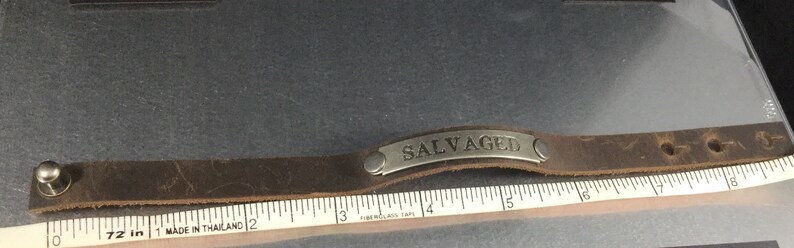 SALVAGED
0 72 in 1 MADE IN THAILAND 2 3 FIBERGLASS TAPE 4 5 6 7 8